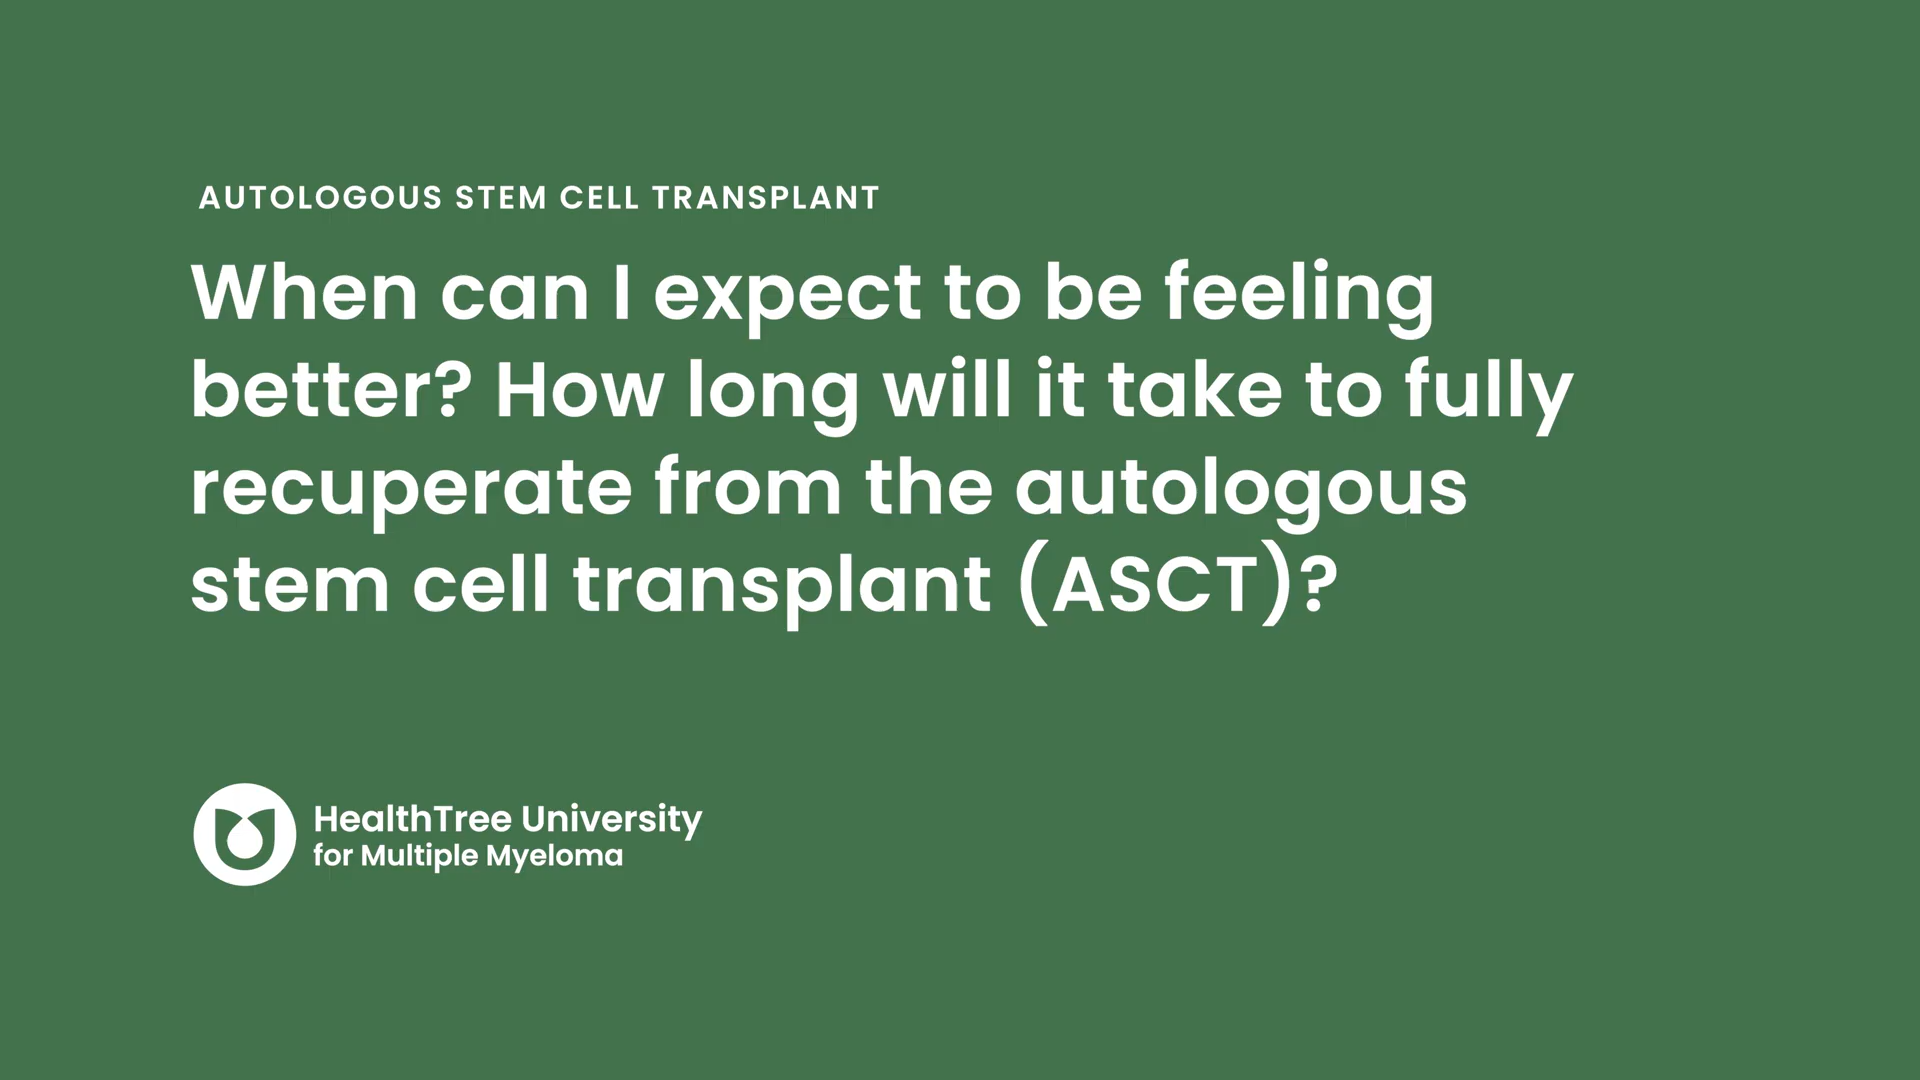 AUTOLOGOUS STEM CELL TRANSPLANT
When can I expect to be feeling
better? How long will it take to fully
recuperate from the autologous
stem cell transplant (ASCT)?
HealthTree University
for Multiple Myeloma